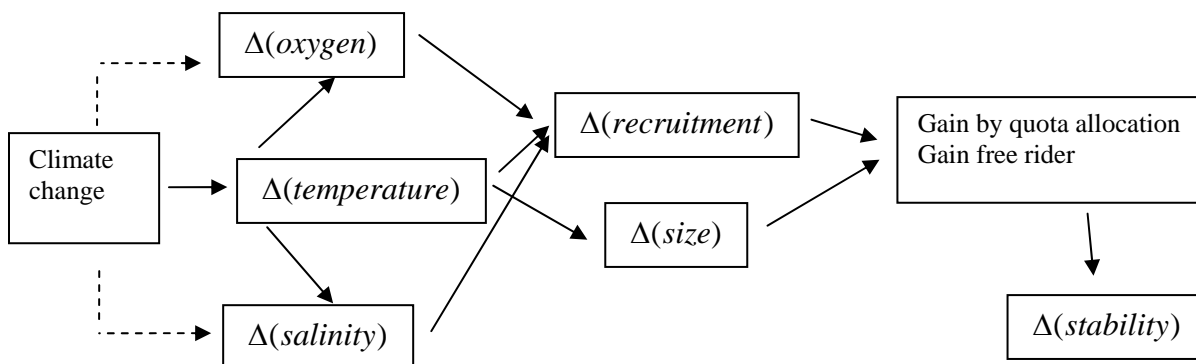 Δ(oxygen)
Climate
change
Δ(temperature)
Δ(salinity)
Δ(recruitment)
Δ(size)
Gain by quota allocation
Gain free rider
Δ(stability)